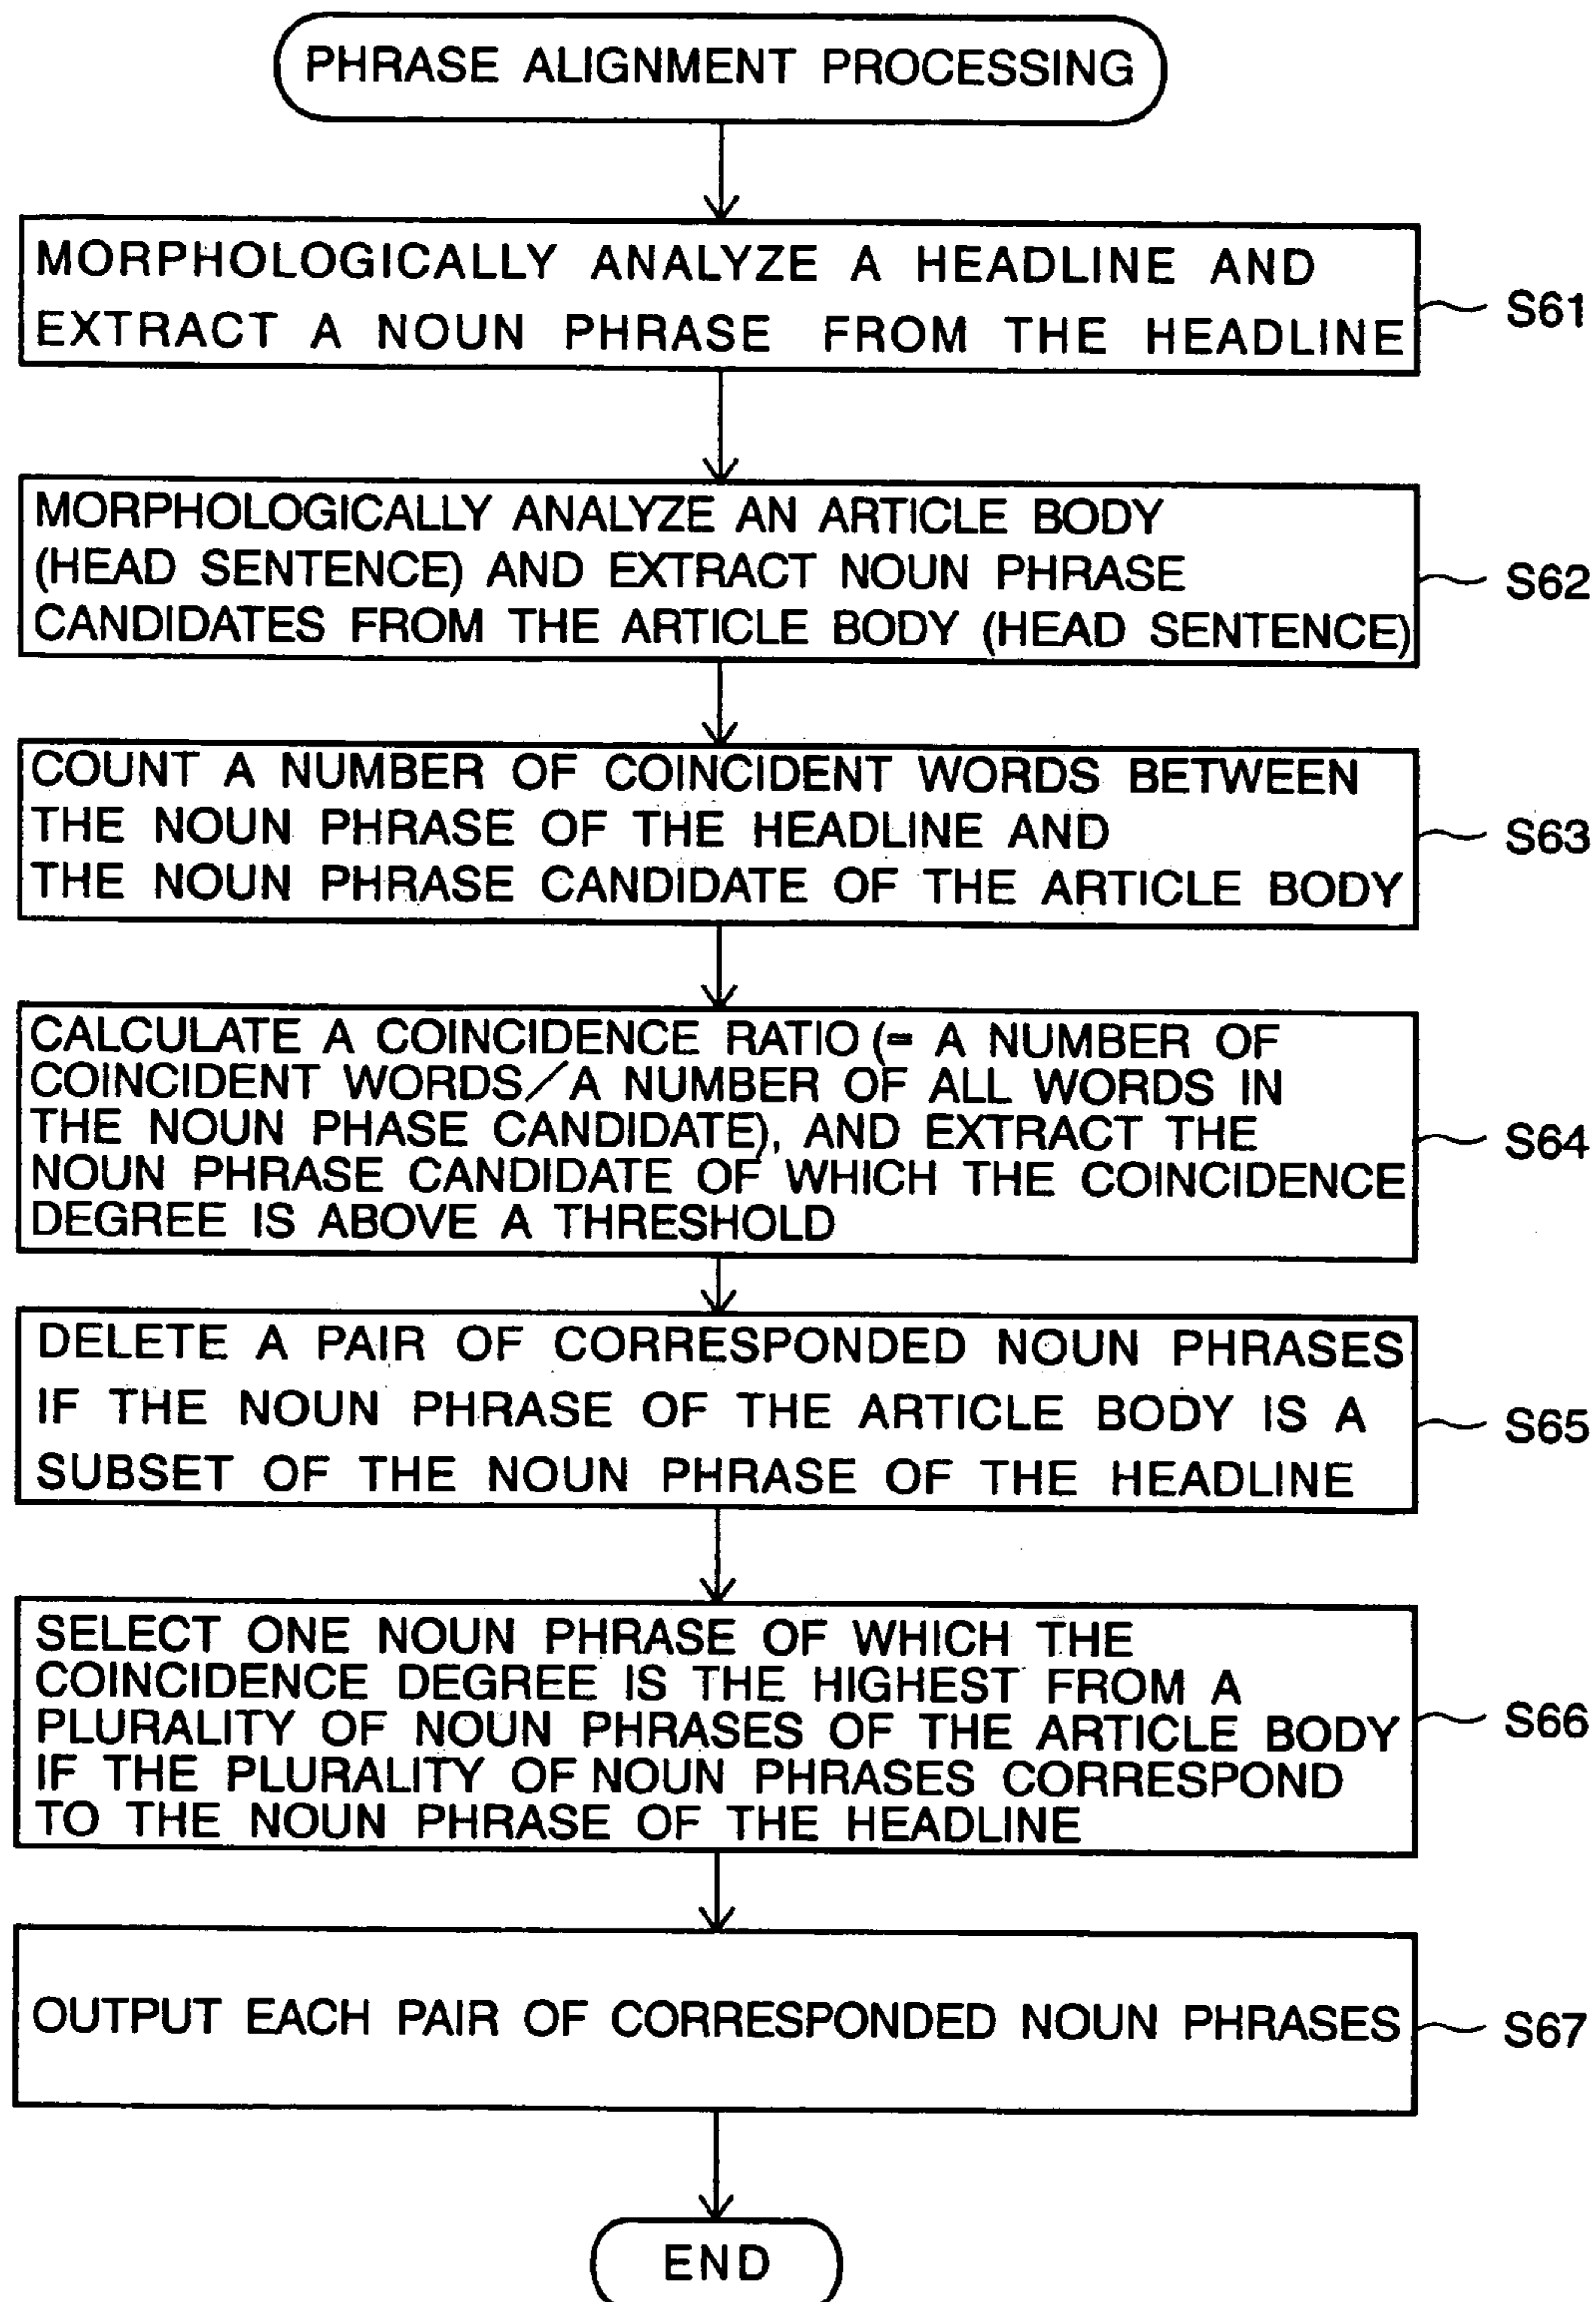 PHRASE ALIGNMENT PROCESSING
MORPHOLOGICALLY ANALYZE A HEADLINE AND
EXTRACT A NOUN PHRASE FROM THE HEADLINE
S61
MORPHOLOGICALLY ANALYZE AN ARTICLE BODY
(HEAD SENTENCE) AND EXTRACT NOUN PHRASE
CANDIDATES FROM THE ARTICLE BODY (HEAD SENTENCE)
S62
COUNT A NUMBER OF COINCIDENT WORDS BETWEEN
THE NOUN PHRASE OF THE HEADLINE AND
THE NOUN PHRASE CANDIDATE OF THE ARTICLE BODY
S63
CALCULATE A COINCIDENCE RATIO (= A NUMBER OF
COINCIDENT WORDS/A NUMBER OF ALL WORDS IN
THE NOUN PHASE CANDIDATE), AND EXTRACT THE
NOUN PHRASE CANDIDATE OF WHICH THE COINCIDENCE
DEGREE IS ABOVE A THRESHOLD
S64
DELETE A PAIR OF CORRESPONDED NOUN PHRASES
IF THE NOUN PHRASE OF THE ARTICLE BODY IS A
SUBSET OF THE NOUN PHRASE OF THE HEADLINE
S65
SELECT ONE NOUN PHRASE OF WHICH THE
COINCIDENCE DEGREE IS THE HIGHEST FROM A
PLURALITY OF NOUN PHRASES OF THE ARTICLE BODY
IF THE PLURALITY OF NOUN PHRASES CORRESPOND
TO THE NOUN PHRASE OF THE HEADLINE
S66
OUTPUT EACH PAIR OF CORRESPONDED NOUN PHRASES
S67
END